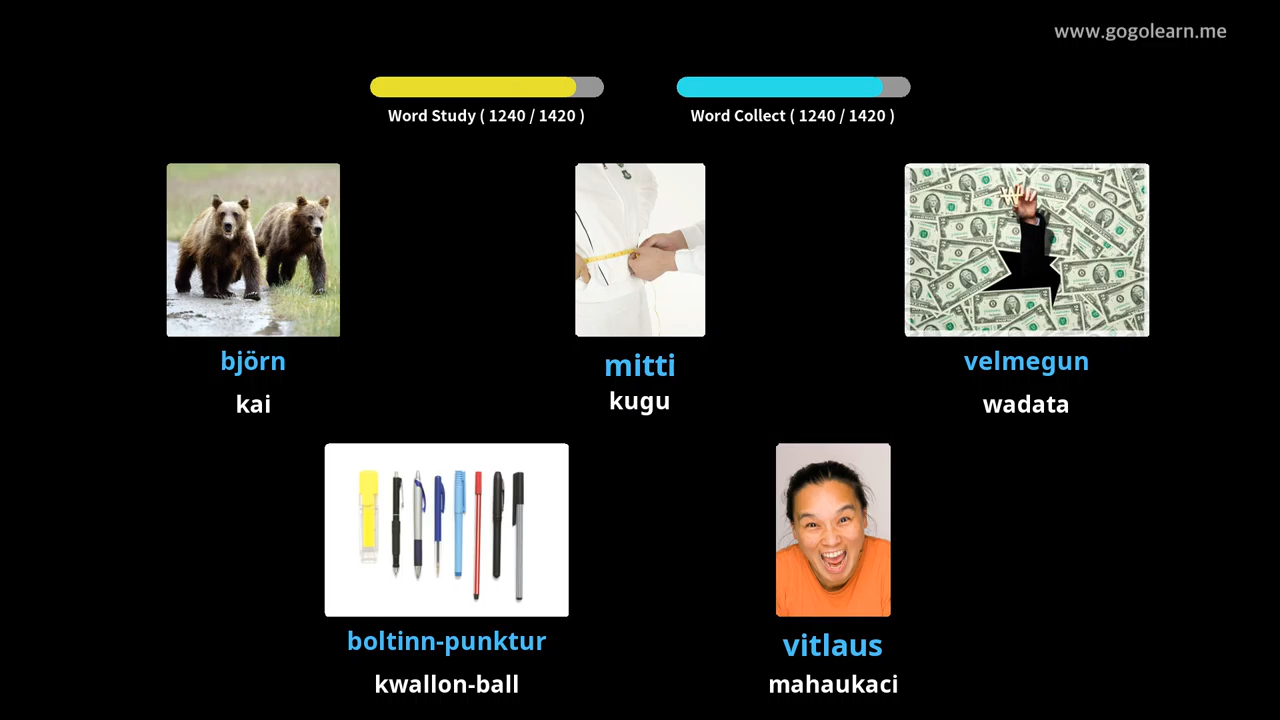 www.gogolearn.me
Word Study ( 1240 / 1420 )
Word Collect ( 1240 / 1420 )
björn
kai
mitti
kugu
velmegun
wadata
boltinn-punktur
kwallon-ball
vitlaus
mahaukaci